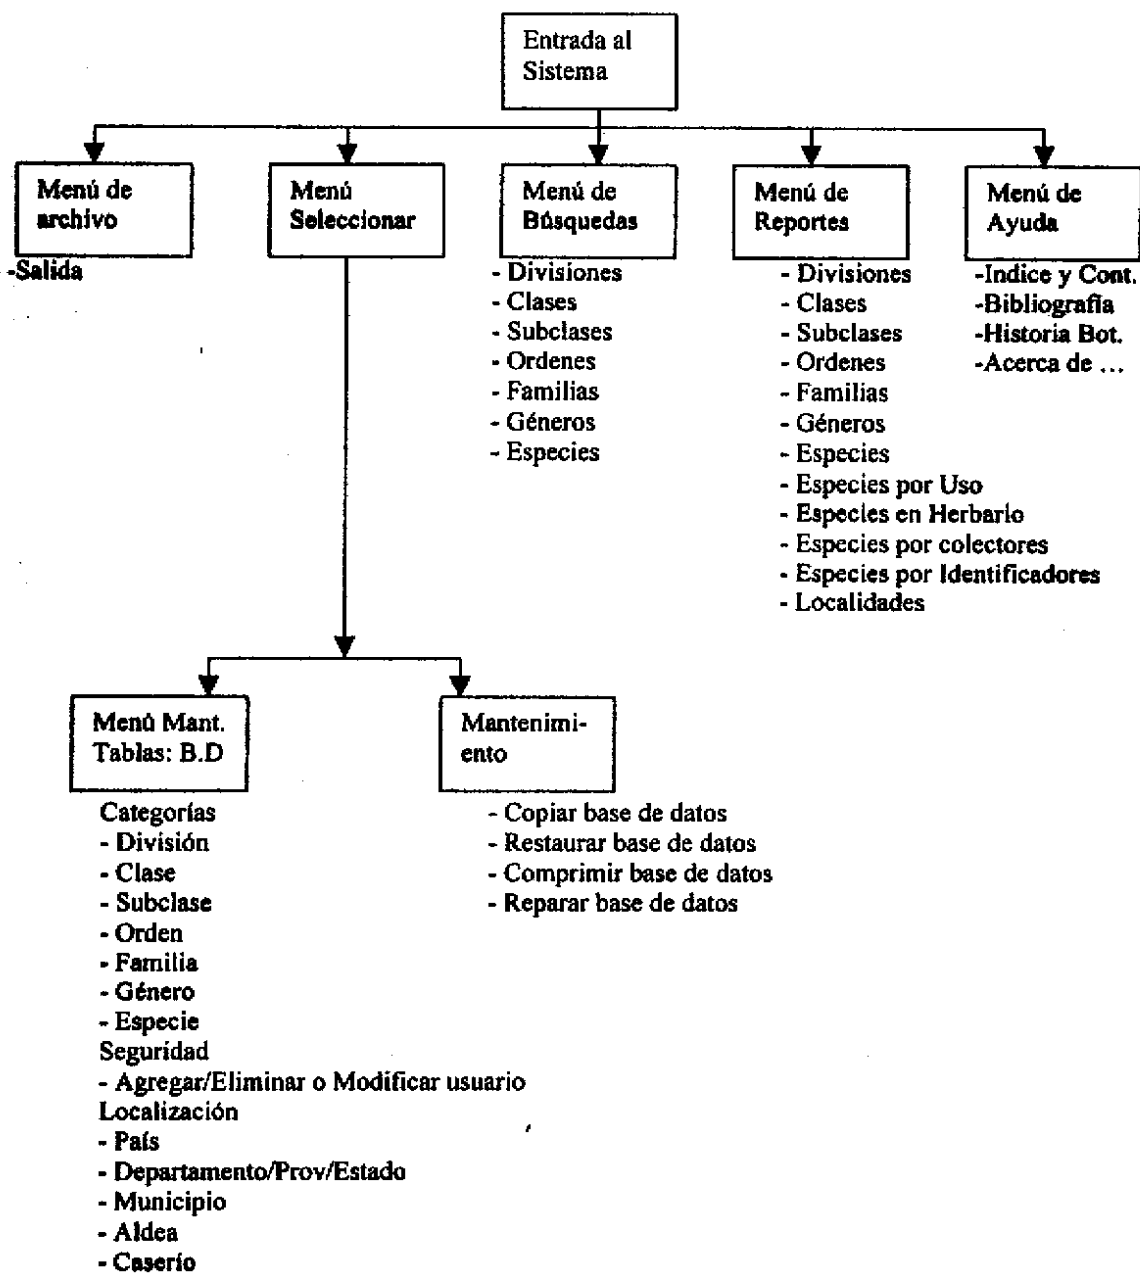 Entrada al
Sistema
Menú de
archivo
-Salida
Menú
Seleccionar
Menú de
Búsquedas
- Divisiones
- Clases
- Subclases
- Ordenes
- Familias
- Géneros
- Especies
Menú de
Reportes
- Divisiones
- Clases
- Subclases
- Ordenes
- Familias
- Géneros
- Especies
- Especies por Uso
- Especies en Herbario
- Especies por colectores
- Especies por Identificadores
- Localidades
Menú de
Ayuda
-Indice y Cont.
-Bibliografía
-Historia Bot.
-Acerca de ...
Menú Mant.
Tablas: B.D
Categorías
- División
- Clase
- Subclase
- Orden
- Familia
- Género
- Especie
Seguridad
- Agregar/Eliminar o Modificar usuario
Localización
- País
- Departamento/Prov/Estado
- Municipio
- Aldea
- Caserío
Mantenimi-
ento
- Copiar base de datos
- Restaurar base de datos
- Comprimir base de datos
- Reparar base de datos